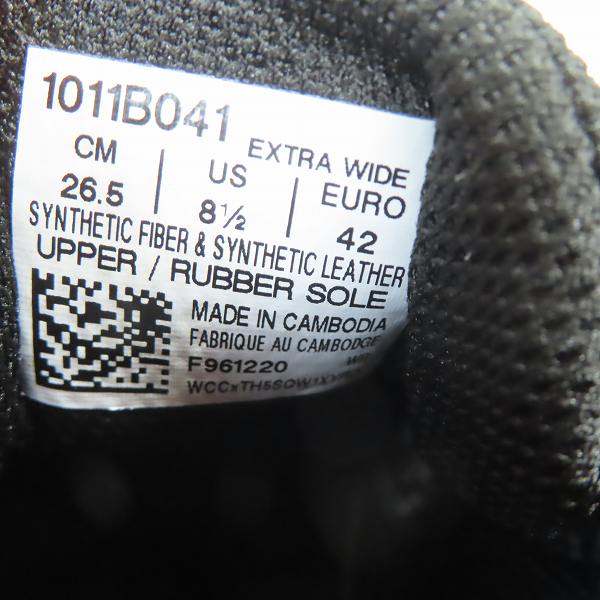 1011B041 EXTRA WIDE
CM | US | EURO
26.5 | 8½ | 42
SYNTHETIC FIBER & SYNTHETIC LEATHER
UPPER / RUBBER SOLE
MADE IN CAMBODIA
FABRIQUE AU CAMBODGE
F961220